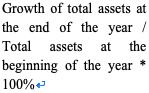 Growth of total assets at
the end of the year /
Total assets at the
beginning of the year *
100%↵